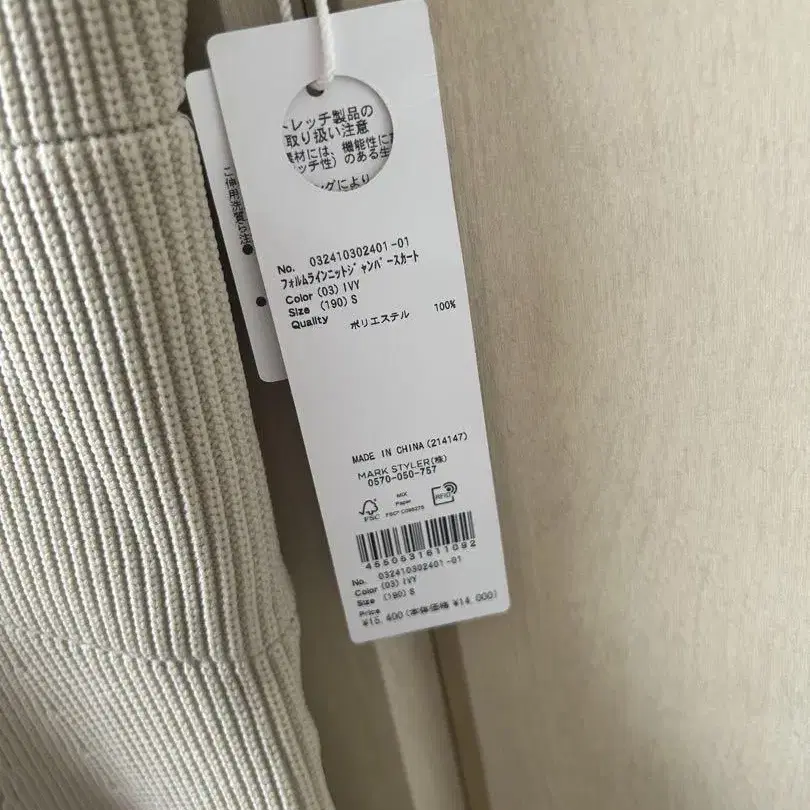 トレッチ製品の
取り扱い注意
素材には、機能性に
ッチ性)のある生
ングにより
No. 032410302401-01
フォルムラインニットジャンパースカート
Color (03) IVY
Size (190) S
Quality ポリエステル 100%
MADE IN CHINA (214147)
MARK STYLER(株)
0570-050-757
MIX
Paper
FSC
FSC® C095275
RFID
4550531611092
No. 032410302401-01
Color (03) IVY
Size (190) S
Price
¥15,400(本体価格 ¥14,000)